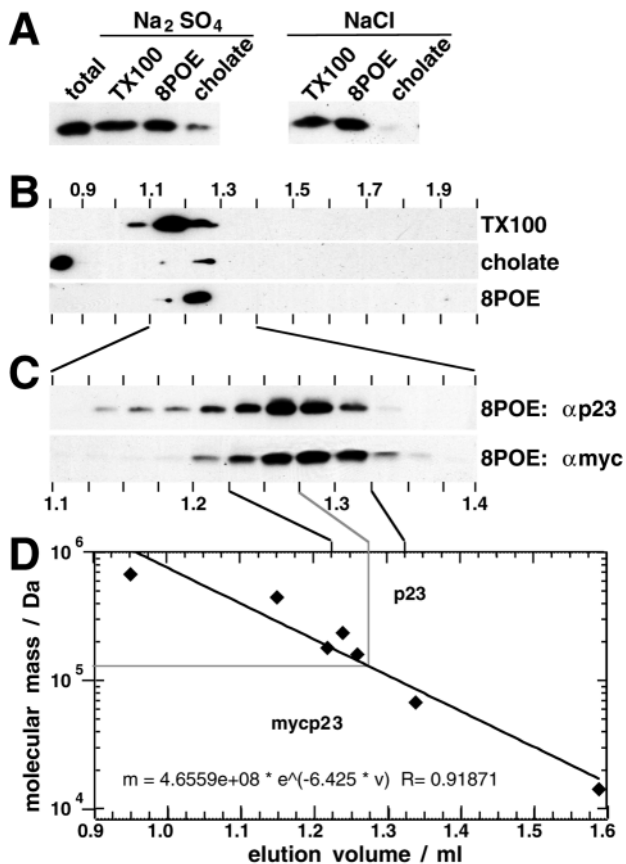 A
Na2 SO4
NaCl
total
TX100
8POE
cholate
TX100
8POE
cholate
B
0.9 1.1 1.3 1.5 1.7 1.9
TX100
cholate
8POE
C
8POE: αp23
8POE: αmyc
1.1 1.2 1.3 1.4
D
molecular mass / Da
10^6
10^5
10^4
p23
mycp23
m = 4.6559e+08 * e^(-6.425 * v) R= 0.91871
0.9 1.0 1.1 1.2 1.3 1.4 1.5 1.6
elution volume / ml